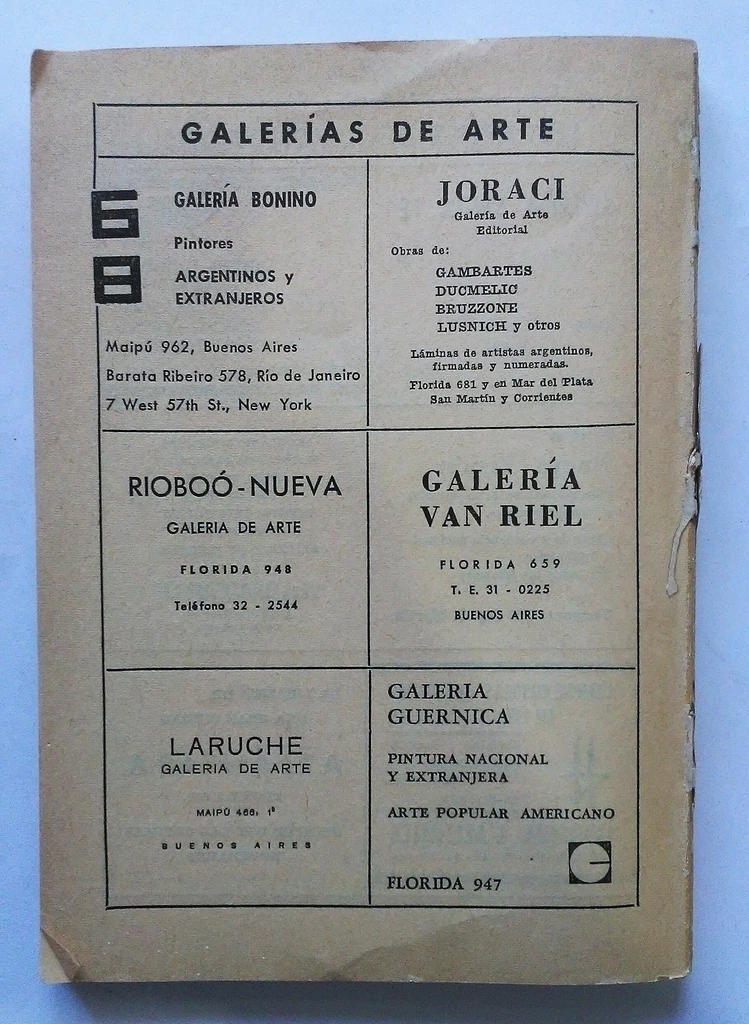 GALERÍAS DE ARTE
GALERÍA BONINO
Pintores
ARGENTINOS y
EXTRANJEROS
Maipú 962, Buenos Aires
Barata Ribeiro 578, Río de Janeiro
7 West 57th St., New York
JORACI
Galería de Arte
Editorial
Obras de:
GAMBARTES
DUCMELIC
BRUZZONE
LUSNICH y otros
Láminas de artistas argentinos,
firmadas y numeradas.
Florida 681 y en Mar del Plata
San Martín y Corrientes
RIOBOÓ-NUEVA
GALERIA DE ARTE
FLORIDA 948
Teléfono 32 - 2544
GALERÍA
VAN RIEL
FLORIDA 659
T. E. 31 - 0225
BUENOS AIRES
LARUCHE
GALERIA DE ARTE
MAIPÚ 466, 1º
BUENOS AIRES
GALERIA
GUERNICA
PINTURA NACIONAL
Y EXTRANJERA
ARTE POPULAR AMERICANO
FLORIDA 947